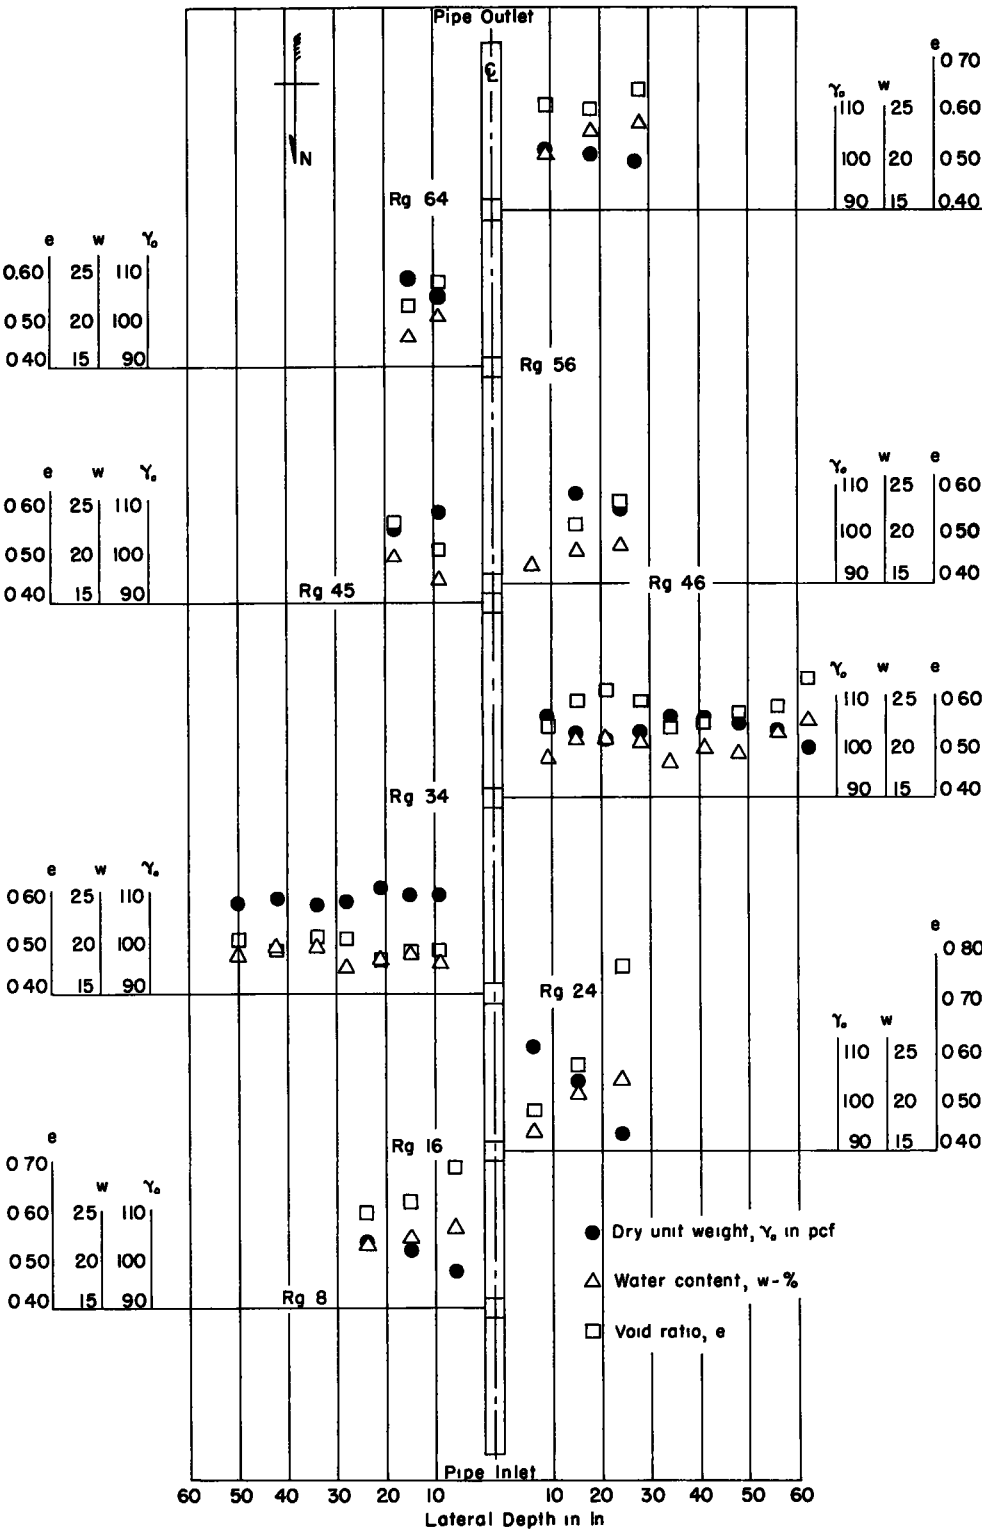 Pipe Outlet
℄
N
e
0 70
γₒ w
110 25 0.60
100 20 0.50
90 15 0.40
Rg 64
e w γₒ
0.60 25 110
0 50 20 100
0 40 15 90
Rg 56
e w γₒ
0 60 25 110
0 50 20 100
0 40 15 90
γₒ w e
110 25 0 60
100 20 0 50
90 15 0 40
Rg 45
Rg 46
γₒ w e
110 25 0 60
100 20 0 50
90 15 0 40
Rg 34
e w γₒ
0 60 25 110
0 50 20 100
0 40 15 90
e
0 80
Rg 24
0 70
γₒ w
110 25 0 60
100 20 0 50
90 15 0 40
Rg 16
e
0 70
w γₒ
0 60 25 110
0 50 20 100
0 40 15 90
Rg 8
Dry unit weight, γₒ in pcf
Water content, w-%
Void ratio, e
Pipe Inlet
60 50 40 30 20 10 10 20 30 40 50 60
Lateral Depth in In